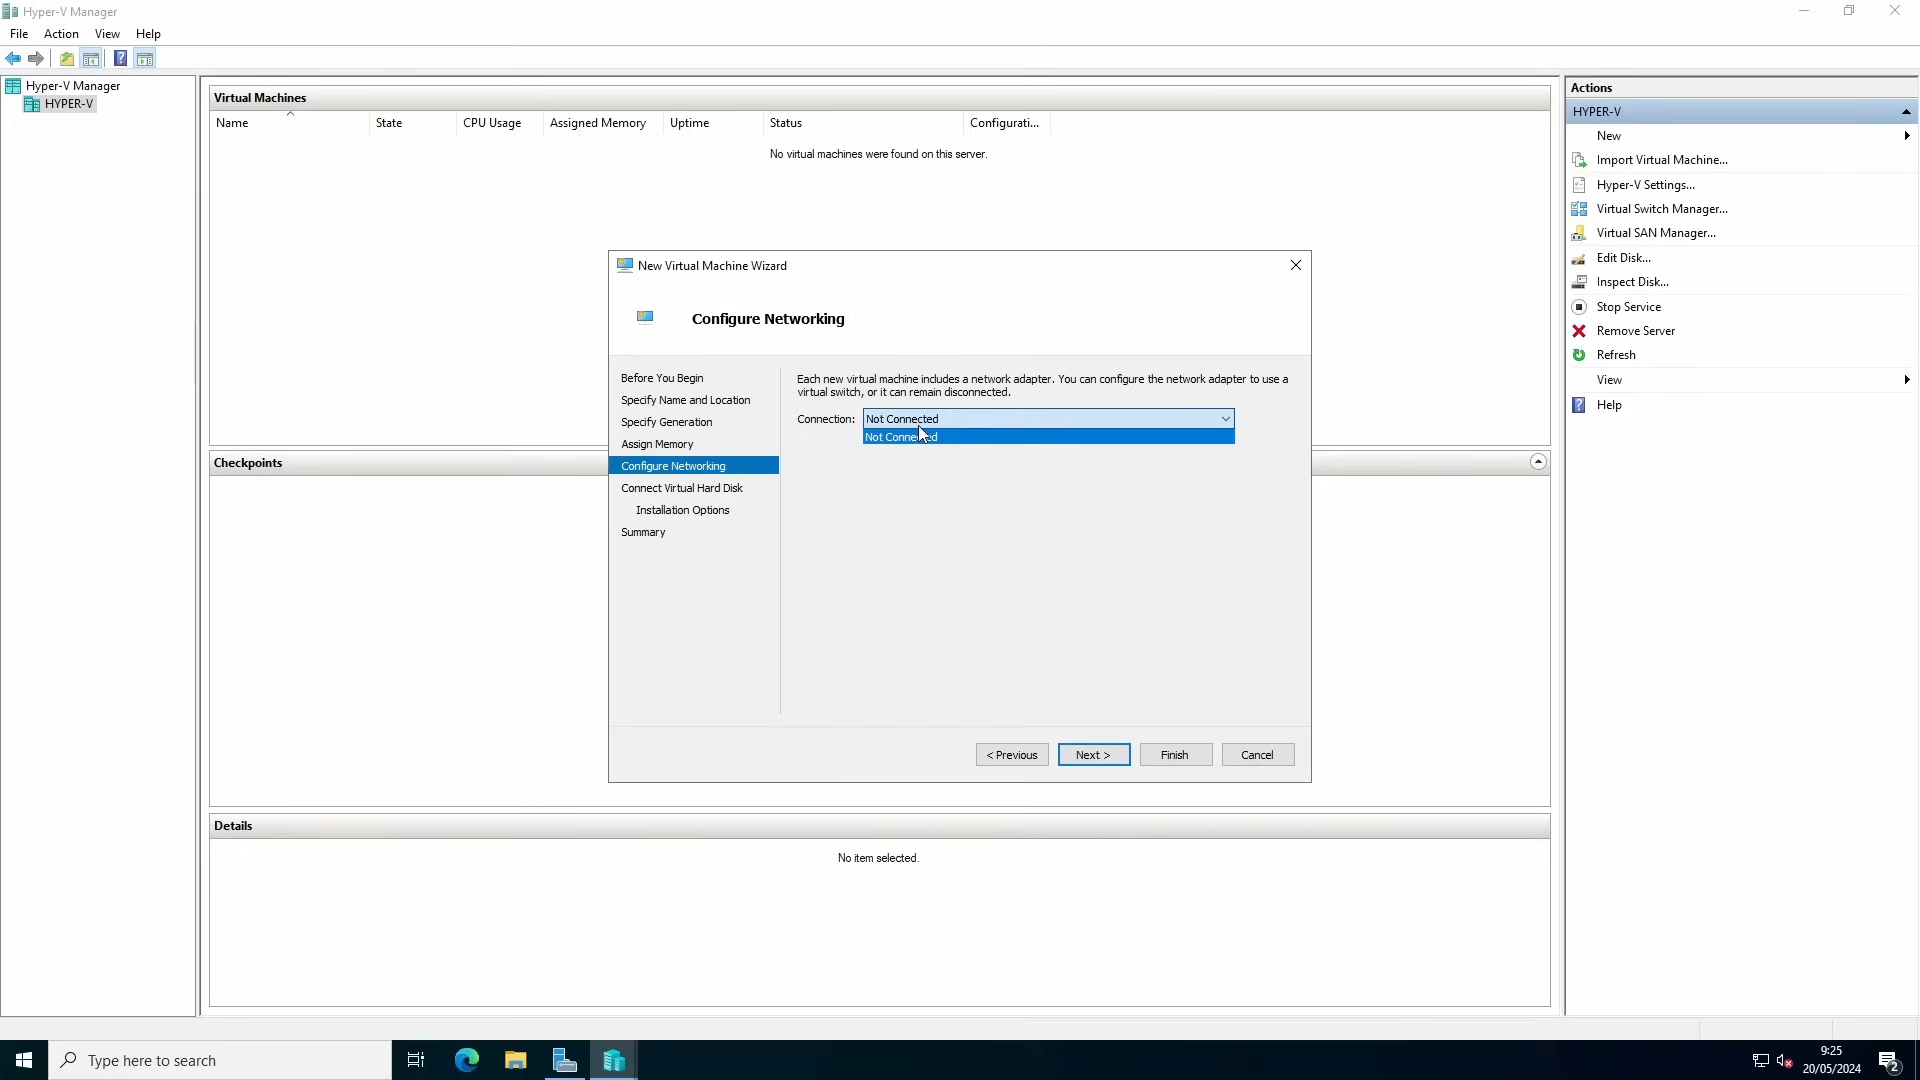 Hyper-V Manager
File Action View Help
Hyper-V Manager
HYPER-V
Virtual Machines
Name State CPU Usage Assigned Memory Uptime Status Configurati...
No virtual machines were found on this server.
New Virtual Machine Wizard
Configure Networking
Before You Begin
Specify Name and Location
Specify Generation
Assign Memory
Configure Networking
Connect Virtual Hard Disk
Installation Options
Summary
Each new virtual machine includes a network adapter. You can configure the network adapter to use a
virtual switch, or it can remain disconnected.
Connection: Not Connected
Not Connected
< Previous Next > Finish Cancel
Checkpoints
Details
No item selected.
Actions
HYPER-V
New
Import Virtual Machine...
Hyper-V Settings...
Virtual Switch Manager...
Virtual SAN Manager...
Edit Disk...
Inspect Disk...
Stop Service
Remove Server
Refresh
View
Help
Type here to search
9:25
20/05/2024
2